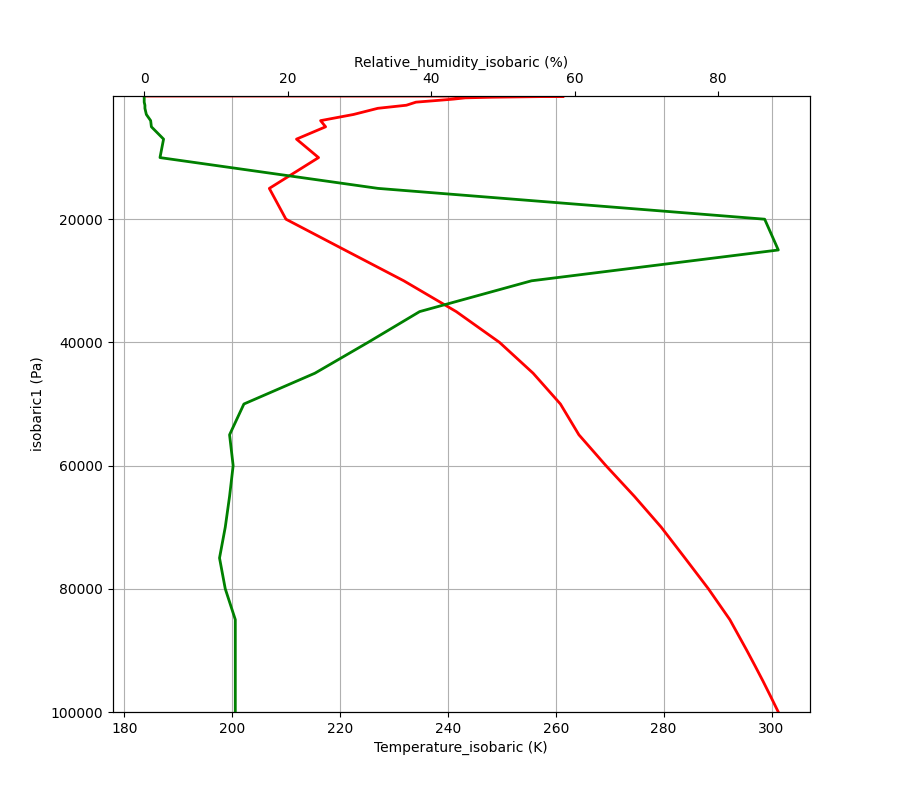 Relative_humidity_isobaric (%)
0 20 40 60 80
isobaric1 (Pa)
20000
40000
60000
80000
100000
180 200 220 240 260 280 300
Temperature_isobaric (K)